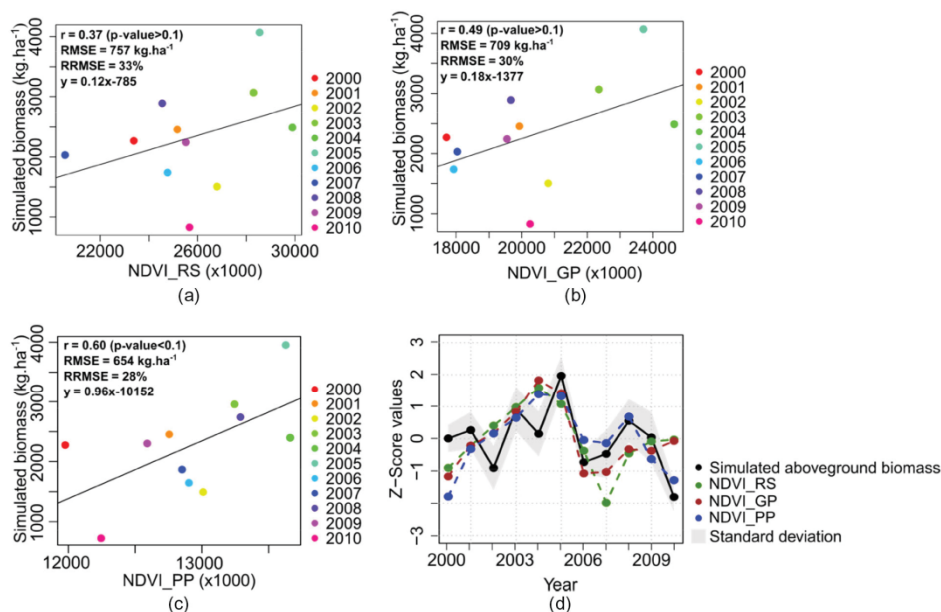 (a)
r = 0.37 (p-value>0.1)
RMSE = 757 kg.ha⁻¹
RRMSE = 33%
y = 0.12x-785
Simulated biomass (kg.ha⁻¹)
1000 2000 3000 4000
22000 26000 30000
NDVI_RS (x1000)
(a)
2000
2001
2002
2003
2004
2005
2006
2007
2008
2009
2010
(b)
r = 0.49 (p-value>0.1)
RMSE = 709 kg.ha⁻¹
RRMSE = 30%
y = 0.18x-1377
Simulated biomass (kg.ha⁻¹)
1000 2000 3000 4000
18000 20000 22000 24000
NDVI_GP (x1000)
(b)
2000
2001
2002
2003
2004
2005
2006
2007
2008
2009
2010
r = 0.60 (p-value<0.1)
RMSE = 654 kg.ha⁻¹
RRMSE = 28%
y = 0.96x-10152
Simulated biomass (kg.ha⁻¹)
1000 2000 3000 4000
12000 13000
NDVI_PP (x1000)
(c)
2000
2001
2002
2003
2004
2005
2006
2007
2008
2009
2010
Z-Score values
3
2
1
0
−1
−3
2000 2003 2006 2009
Year
(d)
Simulated aboveground biomass
NDVI_RS
NDVI_GP
NDVI_PP
Standard deviation